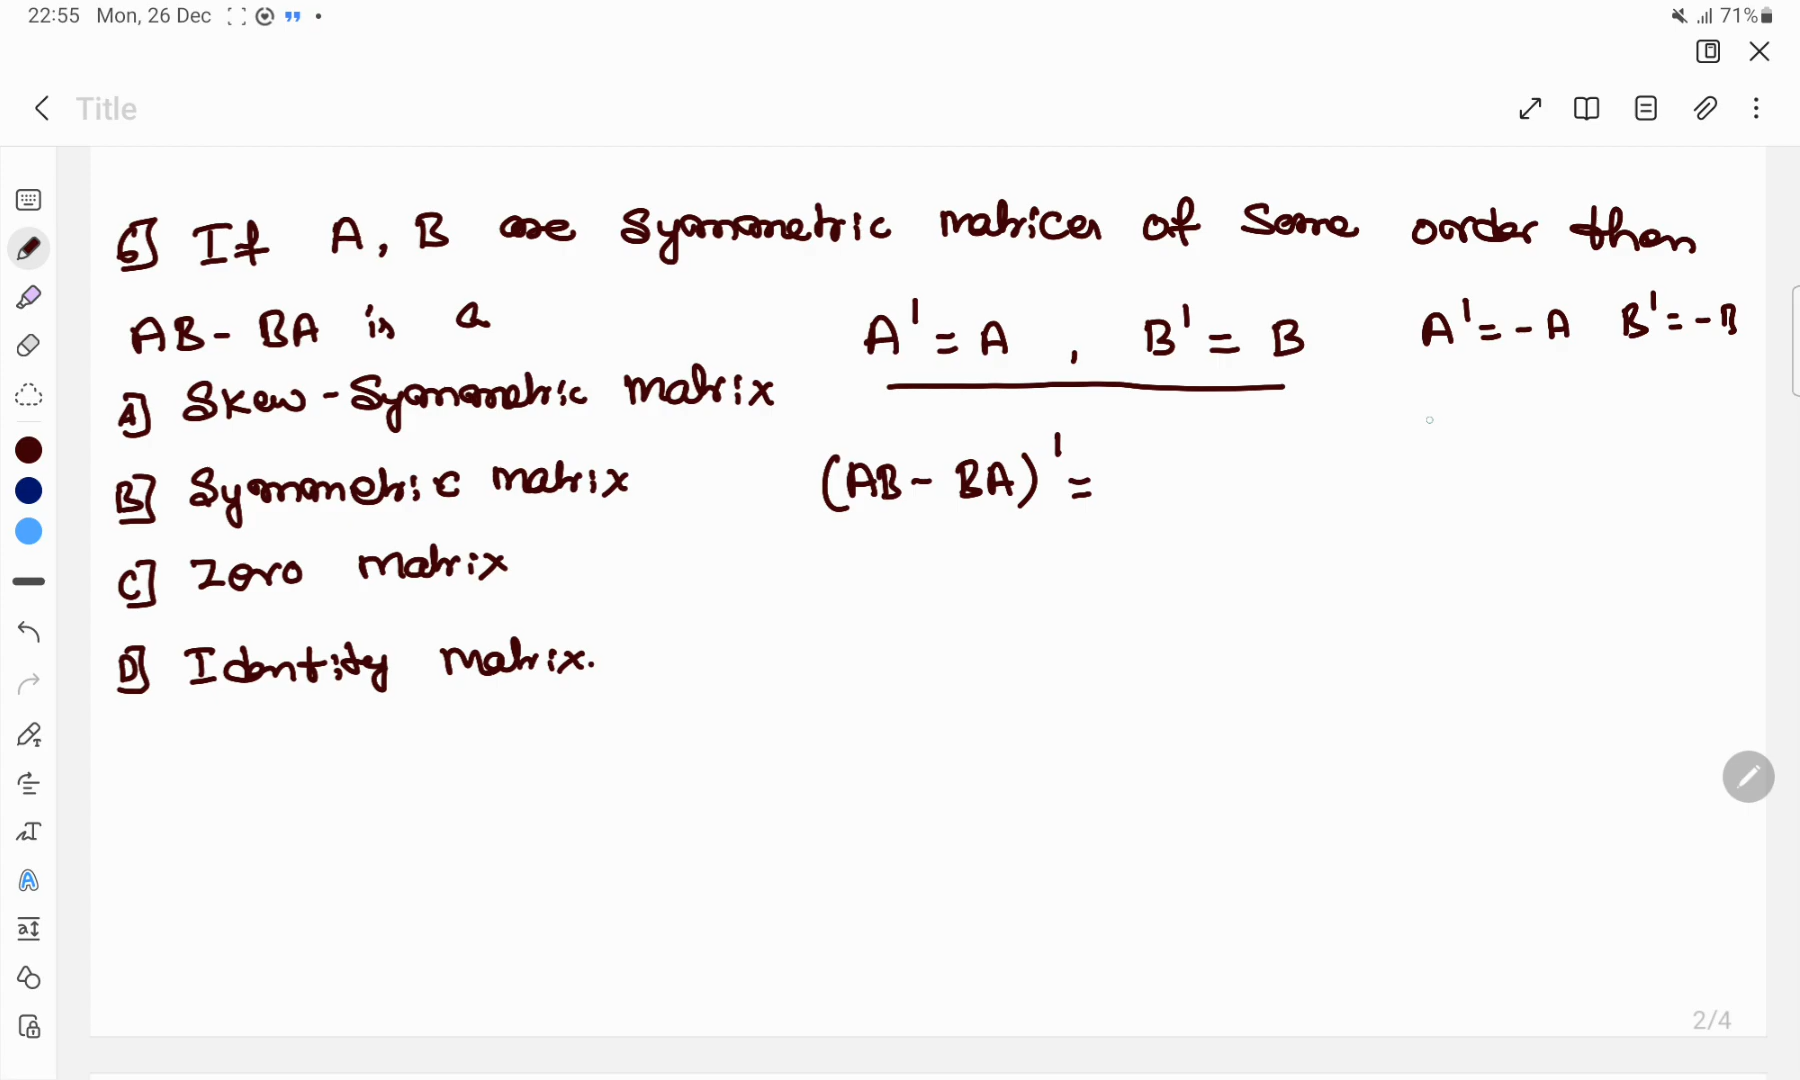 22:55 Mon, 26 Dec 71%
Title
6] If A, B are Symmetric matrices of Same order then
AB - BA is a
A' = A , B' = B
A' = - A B' = - B
A] Skew - Symmetric matrix
B] Symmetric matrix
(AB - BA)' =
C] Zero matrix
D] Identity matrix.
2/4